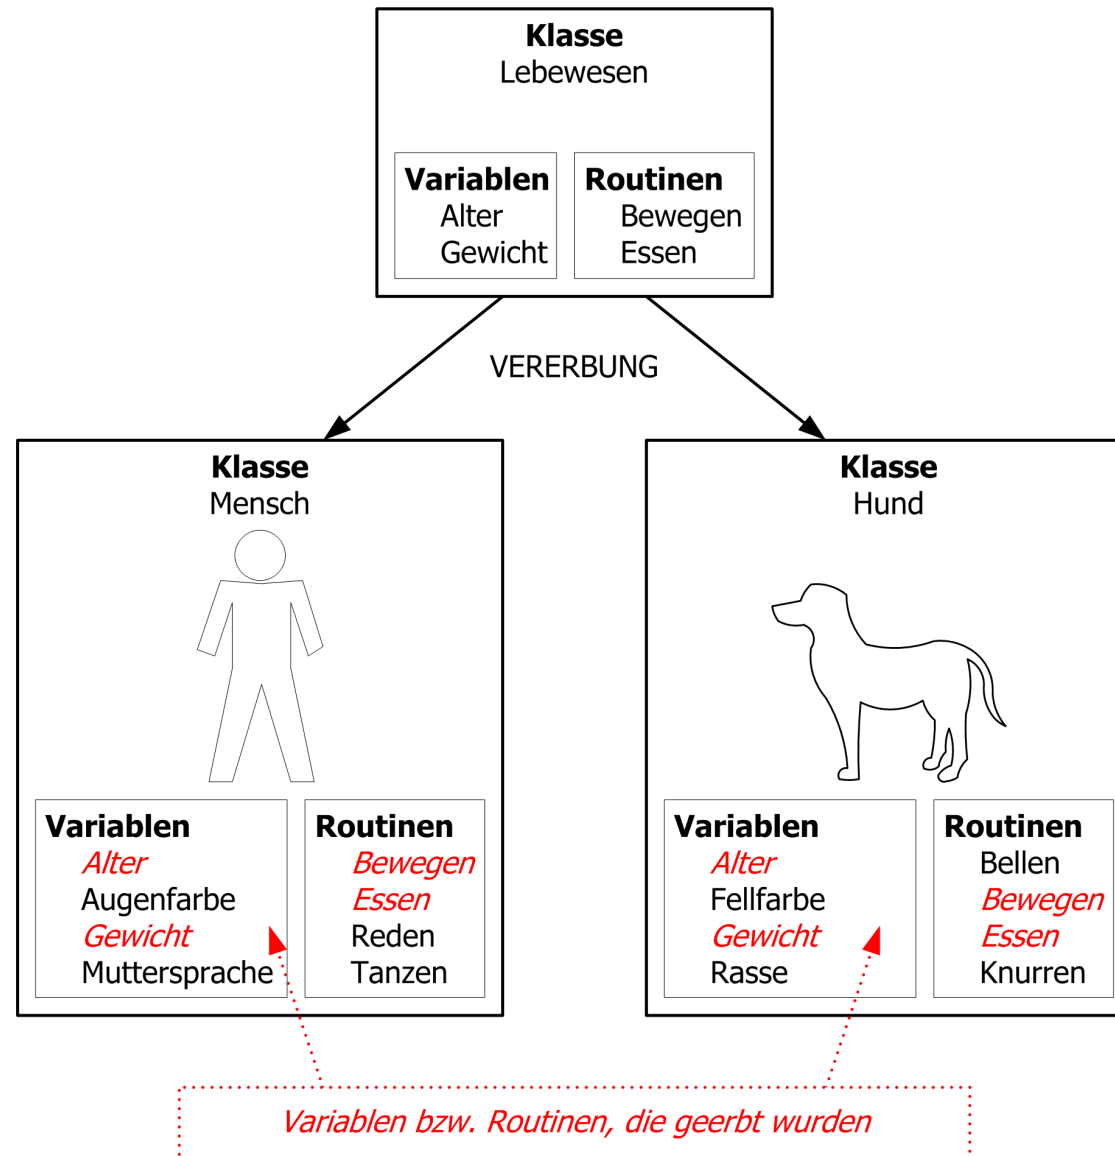 Klasse
Lebewesen
Variablen
Alter
Gewicht
Routinen
Bewegen
Essen
VERERBUNG
Klasse
Mensch
Variablen
Alter
Augenfarbe
Gewicht
Muttersprache
Routinen
Bewegen
Essen
Reden
Tanzen
Klasse
Hund
Variablen
Alter
Fellfarbe
Gewicht
Rasse
Routinen
Bellen
Bewegen
Essen
Knurren
Variablen bzw. Routinen, die geerbt wurden